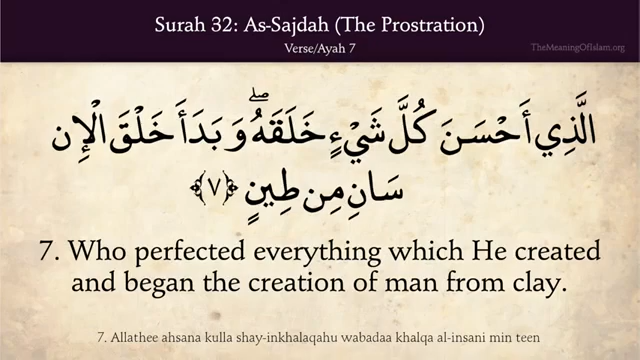 Surah 32: As-Sajdah (The Prostration)
Verse/Ayah 7
TheMeaningOfIslam.org
الَّذِي أَحْسَنَ كُلَّ شَيْءٍ خَلَقَهُ ۖ وَبَدَأَ خَلْقَ الْإِن
سَانِ مِن طِينٍ ﴿٧﴾
7. Who perfected everything which He created
and began the creation of man from clay.
7. Allathee ahsana kulla shay-inkhalaqahu wabadaa khalqa al-insani min teen